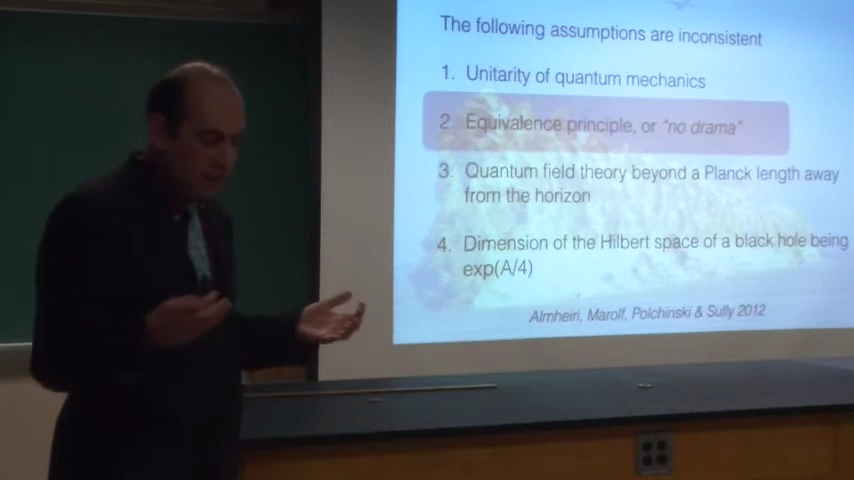 The following assumptions are inconsistent
1. Unitarity of quantum mechanics
2. Equivalence principle, or “no drama”
3. Quantum field theory beyond a Planck length away
from the horizon
4. Dimension of the Hilbert space of a black hole being
exp(A/4)
Almheiri, Marolf, Polchinski & Sully 2012